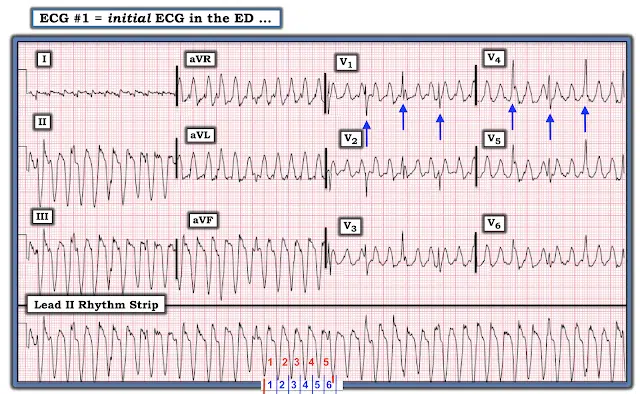 ECG #1 = initial ECG in the ED ...
I
aVR
V1
V4
II
aVL
V2
V5
III
aVF
V3
V6
Lead II Rhythm Strip
1 2 3 4 5
1 2 3 4 5 6